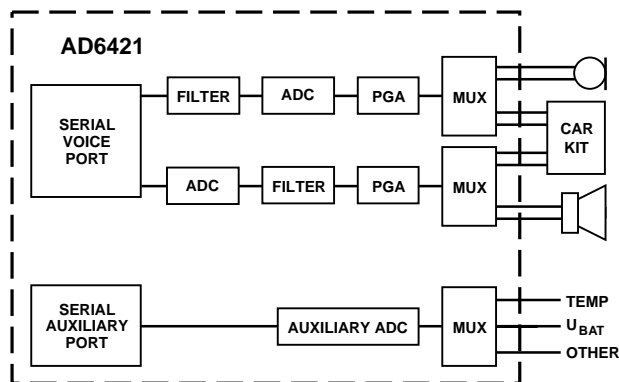 AD6421
FILTER
ADC
PGA
MUX
SERIAL
VOICE
PORT
CAR
KIT
ADC
FILTER
PGA
MUX
SERIAL
AUXILIARY
PORT
AUXILIARY ADC
MUX
TEMP
UBAT
OTHER